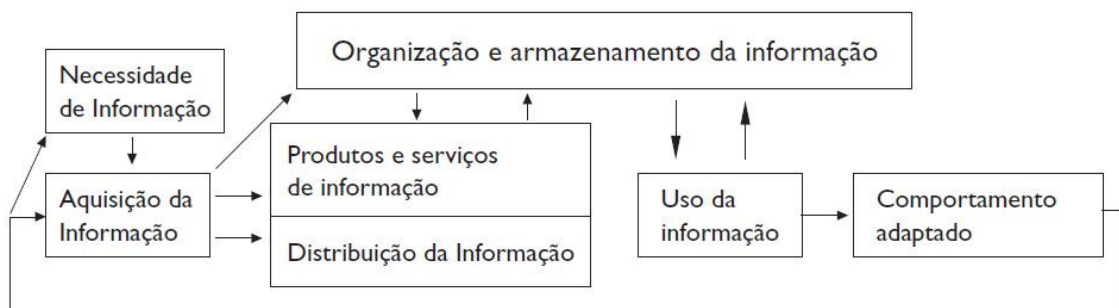 Organização e armazenamento da informação
Necessidade
de Informação
Produtos e serviços
de informação
Aquisição da
Informação
Distribuição da Informação
Uso da
informação
Comportamento
adaptado